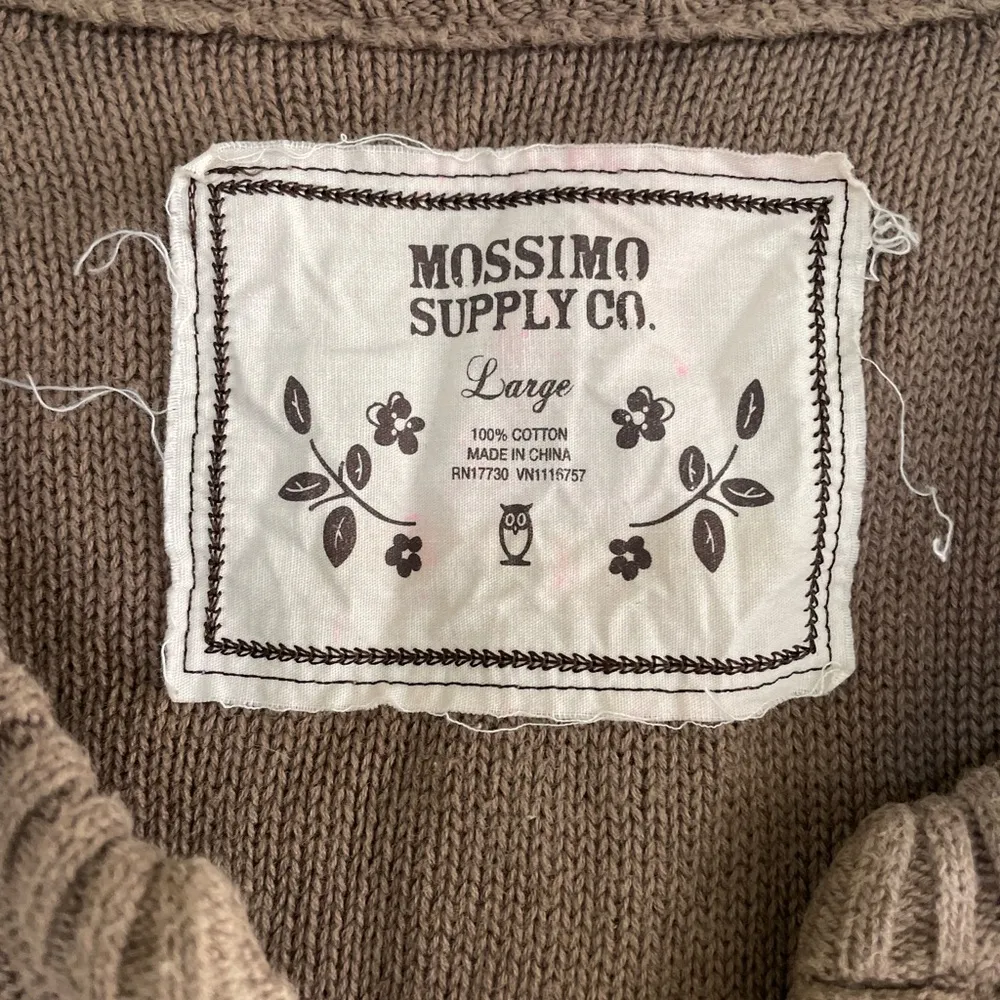 MOSSIMO
SUPPLY CO.
Large
100% COTTON
MADE IN CHINA
RN17730 VN1116757